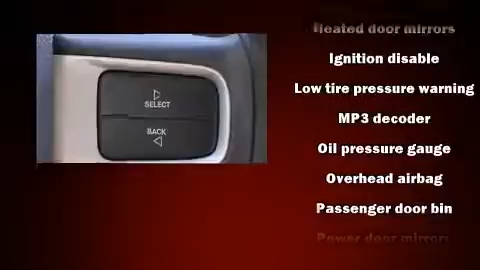 SELECT
BACK
Heated door mirrors
Ignition disable
Low tire pressure warning
MP3 decoder
Oil pressure gauge
Overhead airbag
Passenger door bin
Power door mirrors